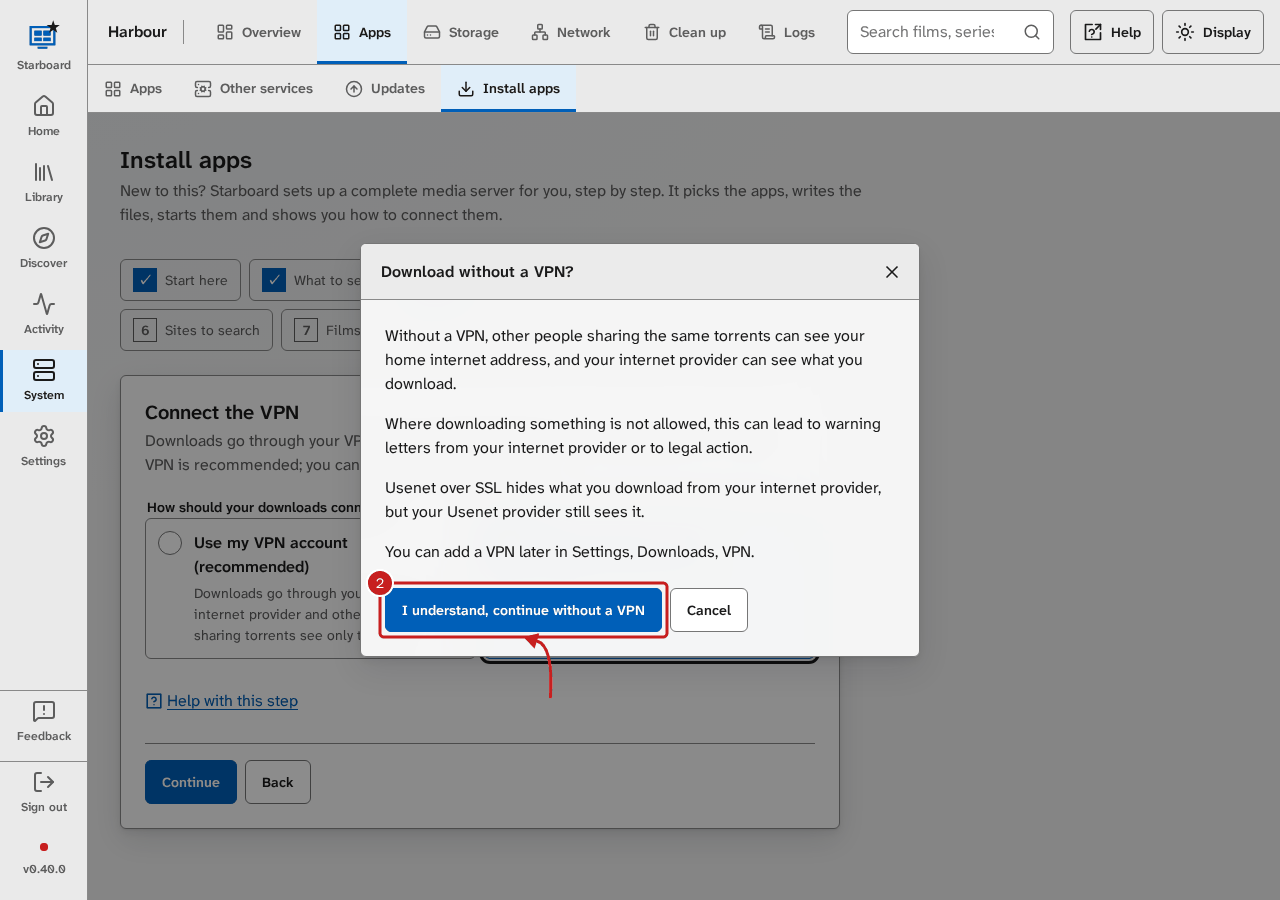 Starboard
Home
Library
Discover
Activity
System
Settings
Feedback
Sign out
v0.40.0
Harbour
Overview
Apps
Storage
Network
Clean up
Logs
Search films, series
Help
Display
Apps
Other services
Updates
Install apps
Install apps
New to this? Starboard sets up a complete media server for you, step by step. It picks the apps, writes the
files, starts them and shows you how to connect them.
✓ Start here
✓ What to se
6 Sites to search
7 Films
Connect the VPN
Downloads go through your VP
VPN is recommended; you can
How should your downloads conn
Use my VPN account
(recommended)
Downloads go through you
internet provider and othe
sharing torrents see only t
Help with this step
Continue
Back
Download without a VPN?
Without a VPN, other people sharing the same torrents can see your
home internet address, and your internet provider can see what you
download.
Where downloading something is not allowed, this can lead to warning
letters from your internet provider or to legal action.
Usenet over SSL hides what you download from your internet provider,
but your Usenet provider still sees it.
You can add a VPN later in Settings, Downloads, VPN.
2
I understand, continue without a VPN
Cancel